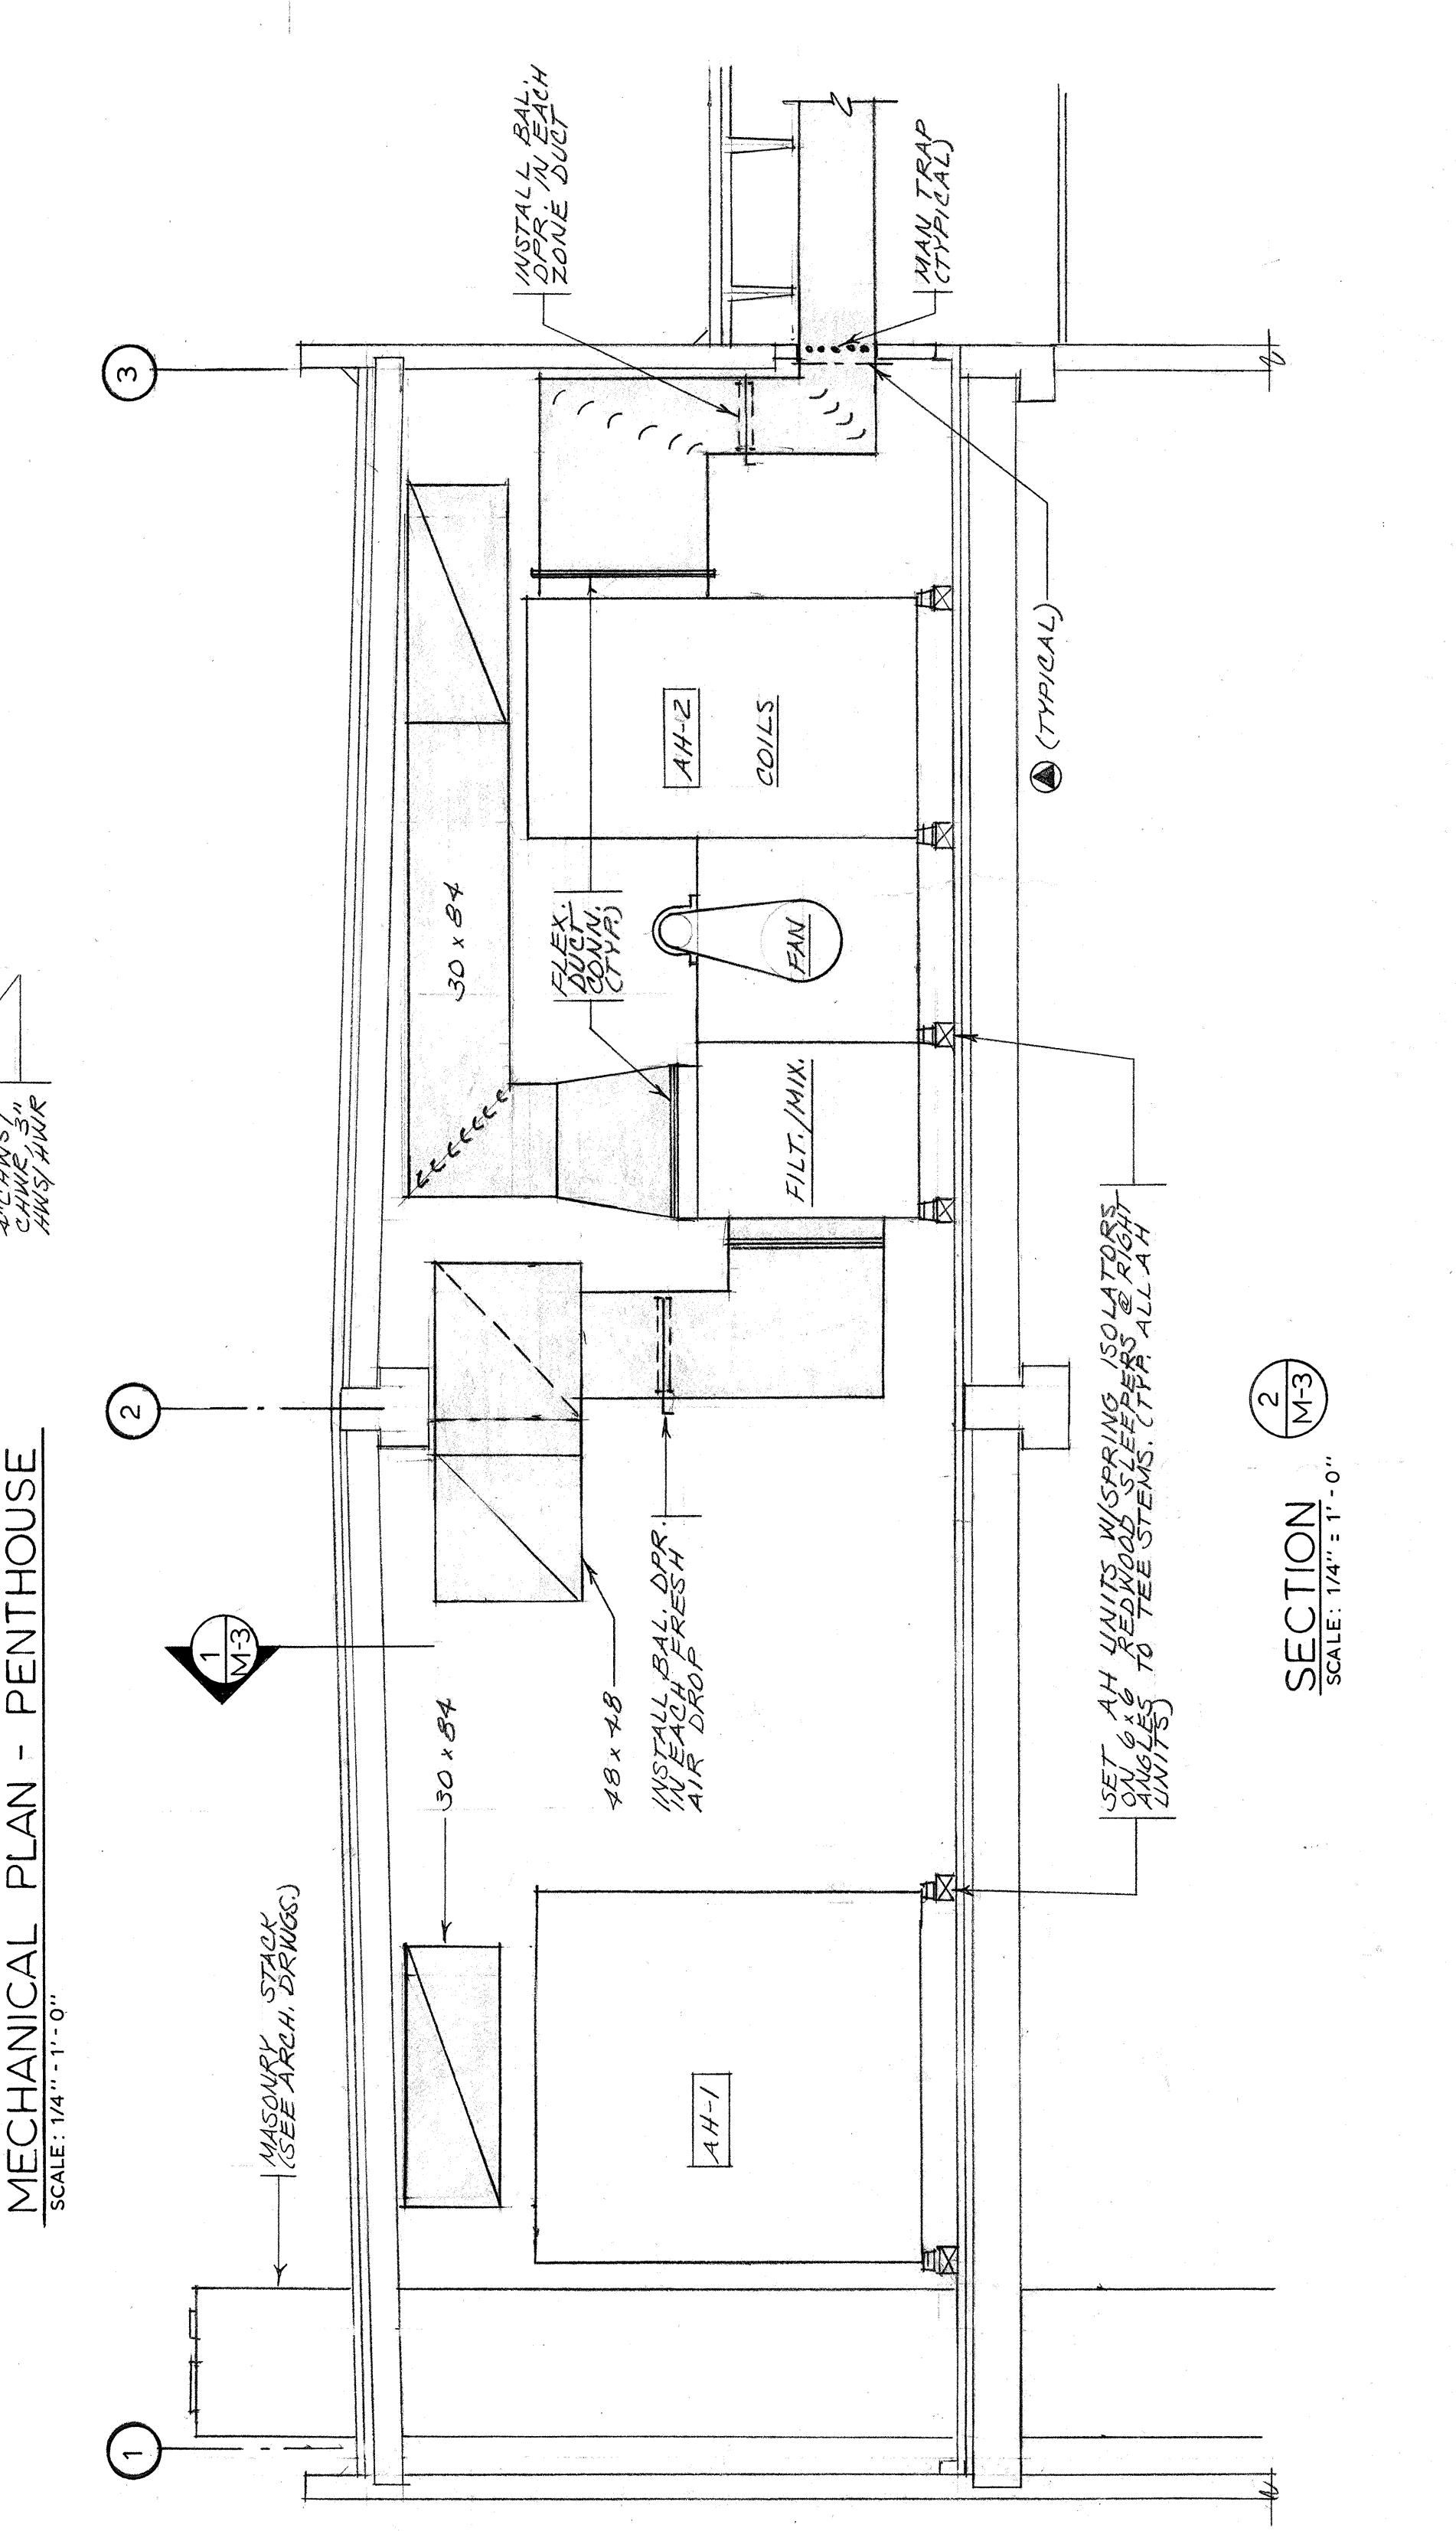 4" CHWS/
CHWR, 3"
HWS/HWR
MECHANICAL PLAN - PENTHOUSE
SCALE: 1/4" - 1'-0"
1
2
3
MASONRY STACK
(SEE ARCH. DRWGS.)
1
M-3
30 x 84
30 x 84
48 x 48
INSTALL BAL. DPR.
IN EACH FRESH
AIR DROP
FLEX.
DUCT
CONN.
(TYP.)
INSTALL BAL.
DPR. IN EACH
ZONE DUCT
MAN TRAP
(TYPICAL)
AH-1
FILT./MIX.
FAN
AH-2
COILS
(TYPICAL)
SET AH UNITS W/SPRING ISOLATORS
ON 6x6 REDWOOD SLEEPERS @ RIGHT
ANGLES TO TEE STEMS. (TYP. ALL AH
UNITS)
SECTION
SCALE: 1/4" = 1'-0"
2
M-3